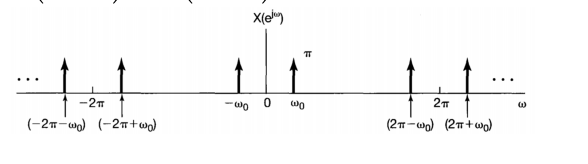 X(e^{jω})
π
... ...
−2π −ω₀ 0 ω₀ 2π ω
(−2π−ω₀) (−2π+ω₀) (2π−ω₀) (2π+ω₀)